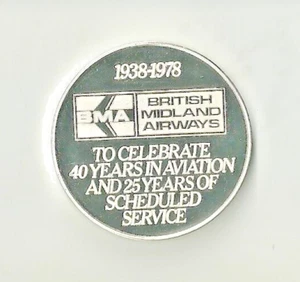 1938-1978
BMA
BRITISH
MIDLAND
AIRWAYS
TO CELEBRATE
40 YEARS IN AVIATION
AND 25 YEARS OF
SCHEDULED
SERVICE